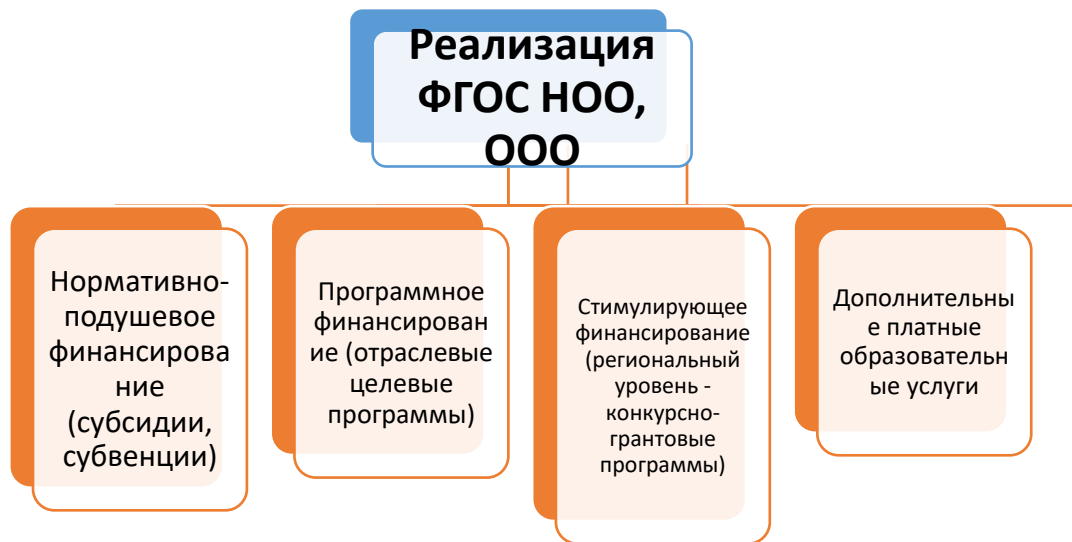 Реализация
ФГОС НОО,
ООО
Нормативно-
подушевое
финансирова
ние
(субсидии,
субвенции)
Программное
финансирован
ие (отраслевые
целевые
программы)
Стимулирующее
финансирование
(региональный
уровень -
конкурсно-
грантовые
программы)
Дополнительны
е платные
образовательн
ые услуги